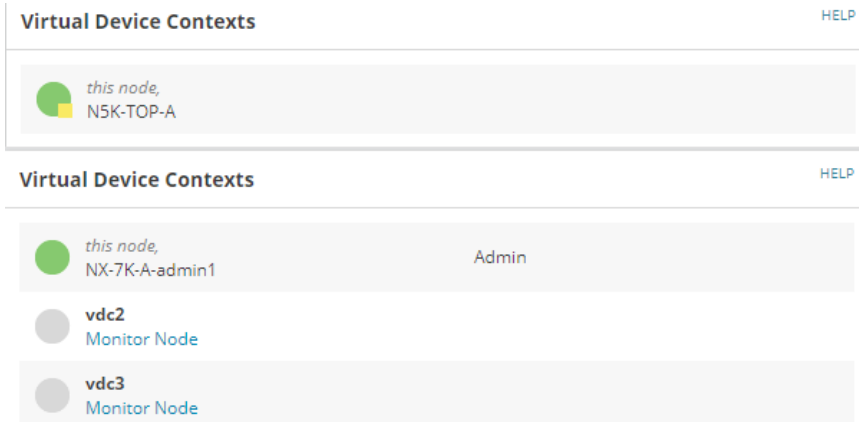 Virtual Device Contexts HELP
this node,
N5K-TOP-A
Virtual Device Contexts HELP
this node,
NX-7K-A-admin1 Admin
vdc2
Monitor Node
vdc3
Monitor Node